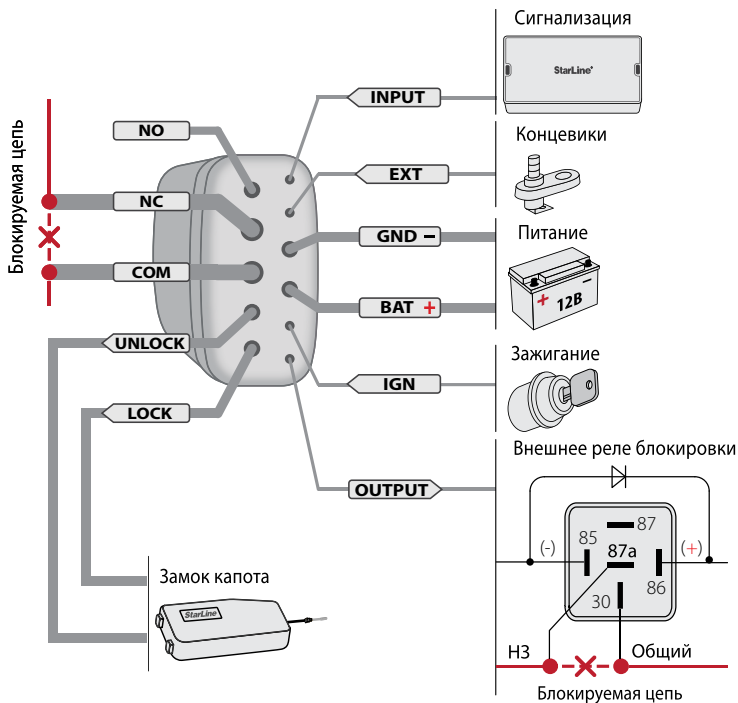 Сигнализация
StarLine
INPUT
NO
Концевики
EXT
Блокируемая цепь
NC
GND –
Питание
COM
BAT +
+ 12В –
UNLOCK
Зажигание
IGN
LOCK
Внешнее реле блокировки
OUTPUT
87
85
(-)
87a
(+)
86
30
Замок капота
StarLine
НЗ
Общий
Блокируемая цепь